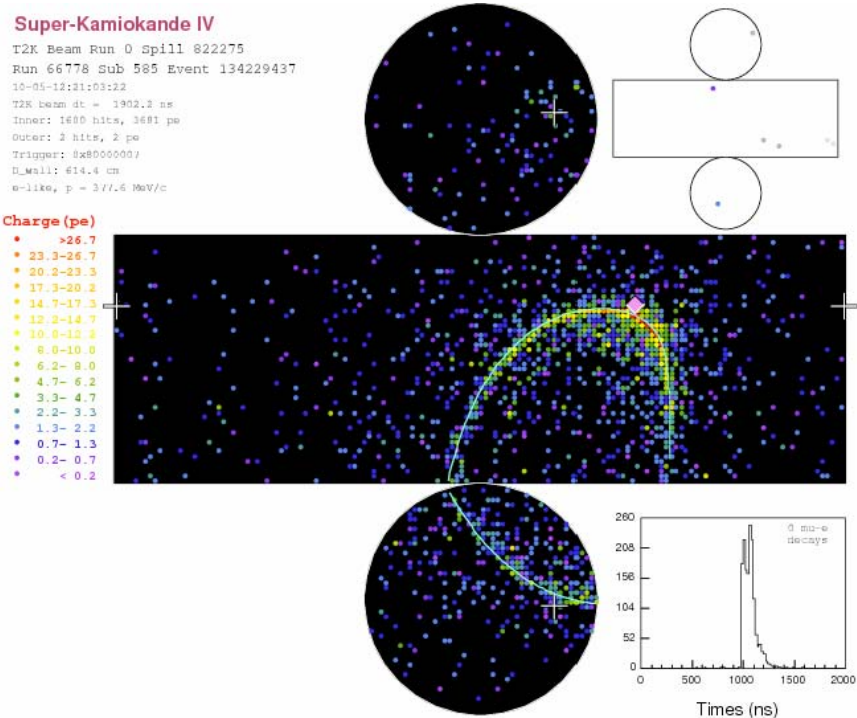 Super-Kamiokande IV
T2K Beam Run 0 Spill 822275
Run 66778 Sub 585 Event 134229437
10-05-12:21:03:22
T2K beam dt = 1902.2 ns
Inner: 1600 hits, 3681 pe
Outer: 2 hits, 2 pe
Trigger: 0x80000007
D_wall: 614.4 cm
e-like, p = 377.6 MeV/c
Charge(pe)
>26.7
23.3-26.7
20.2-23.3
17.3-20.2
14.7-17.3
12.2-14.7
10.0-12.2
8.0-10.0
6.2- 8.0
4.7- 6.2
3.3- 4.7
2.2- 3.3
1.3- 2.2
0.7- 1.3
0.2- 0.7
< 0.2
0 mu-e
decays
260
208
156
104
52
0
0 500 1000 1500 2000
Times (ns)